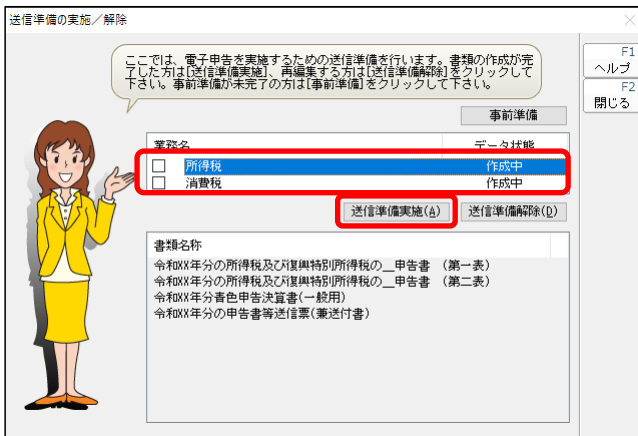 送信準備の実施／解除
ここでは、電子申告を実施するための送信準備を行います。書類の作成が完
了した方は[送信準備実施]、再編集する方は[送信準備解除]をクリックして
下さい。事前準備が未完了の方は[事前準備]をクリックして下さい。
F1
ヘルプ
F2
閉じる
事前準備
業務名 データ状態
所得税 作成中
消費税 作成中
送信準備実施(A) 送信準備解除(D)
書類名称
令和XX年分の所得税及び復興特別所得税の__申告書 （第一表）
令和XX年分の所得税及び復興特別所得税の__申告書 （第二表）
令和XX年分青色申告決算書(一般用)
令和XX年分の申告書等送信票(兼送付書)